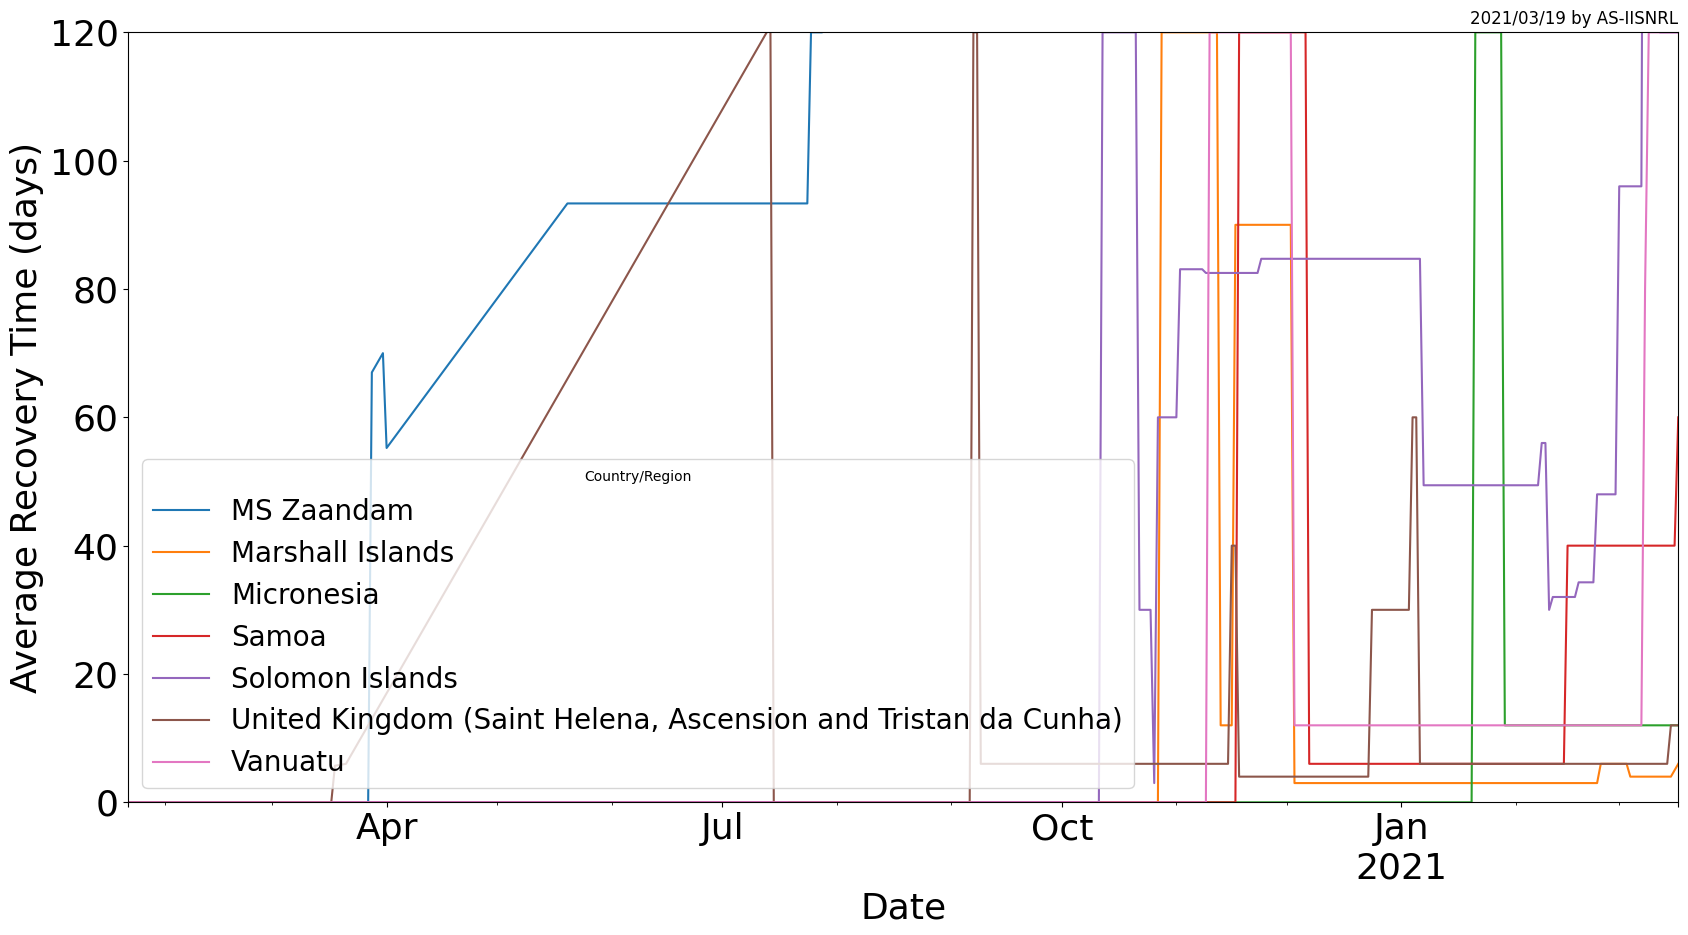 2021/03/19 by AS-IISNRL
120
100
80
60
40
20
0
Average Recovery Time (days)
Country/Region
MS Zaandam
Marshall Islands
Micronesia
Samoa
Solomon Islands
United Kingdom (Saint Helena, Ascension and Tristan da Cunha)
Vanuatu
Apr Jul Oct Jan
2021
Date